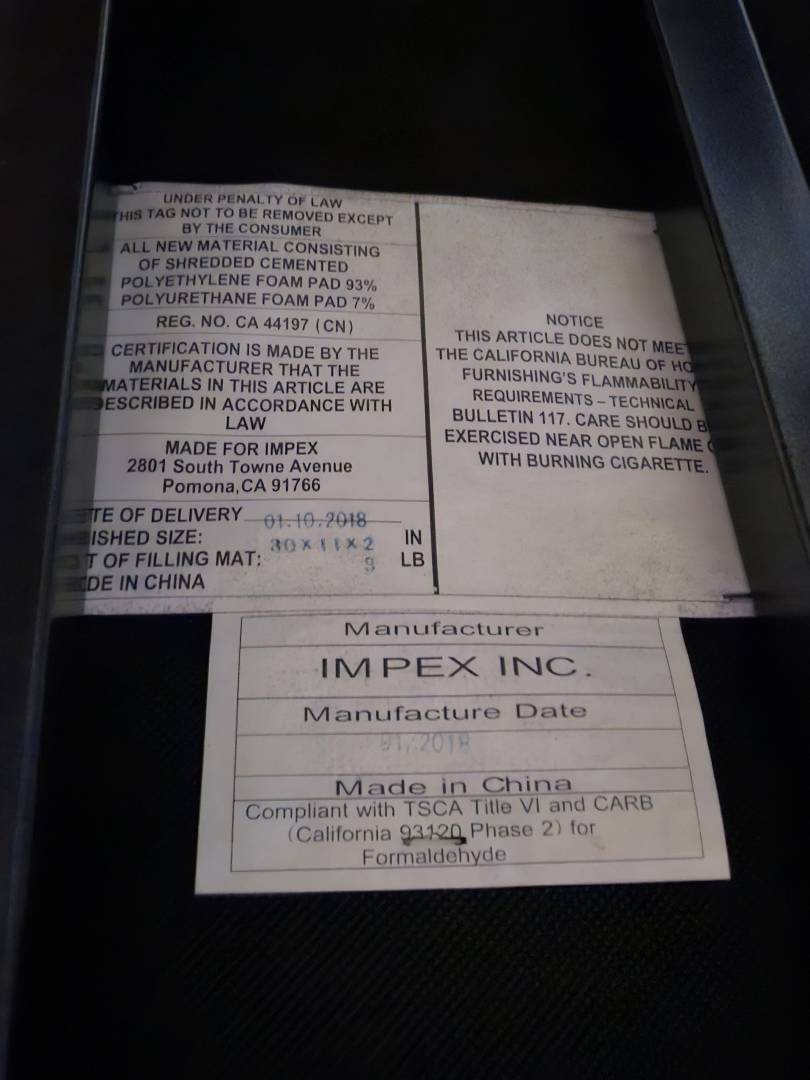 UNDER PENALTY OF LAW
THIS TAG NOT TO BE REMOVED EXCEPT
BY THE CONSUMER
ALL NEW MATERIAL CONSISTING
OF SHREDDED CEMENTED
POLYETHYLENE FOAM PAD 93%
POLYURETHANE FOAM PAD 7%
REG. NO. CA 44197 (CN)
CERTIFICATION IS MADE BY THE
MANUFACTURER THAT THE
MATERIALS IN THIS ARTICLE ARE
DESCRIBED IN ACCORDANCE WITH
LAW
MADE FOR IMPEX
2801 South Towne Avenue
Pomona,CA 91766
TE OF DELIVERY 01.10.2018
ISHED SIZE: 30×11×2 IN
T OF FILLING MAT: LB
DE IN CHINA
NOTICE
THIS ARTICLE DOES NOT MEET
THE CALIFORNIA BUREAU OF HO
FURNISHING'S FLAMMABILITY
REQUIREMENTS – TECHNICAL
BULLETIN 117. CARE SHOULD B
EXERCISED NEAR OPEN FLAME
WITH BURNING CIGARETTE.
Manufacturer
IMPEX INC.
Manufacture Date
01,2018
Made in China
Compliant with TSCA Title VI and CARB
(California 93120 Phase 2) for
Formaldehyde